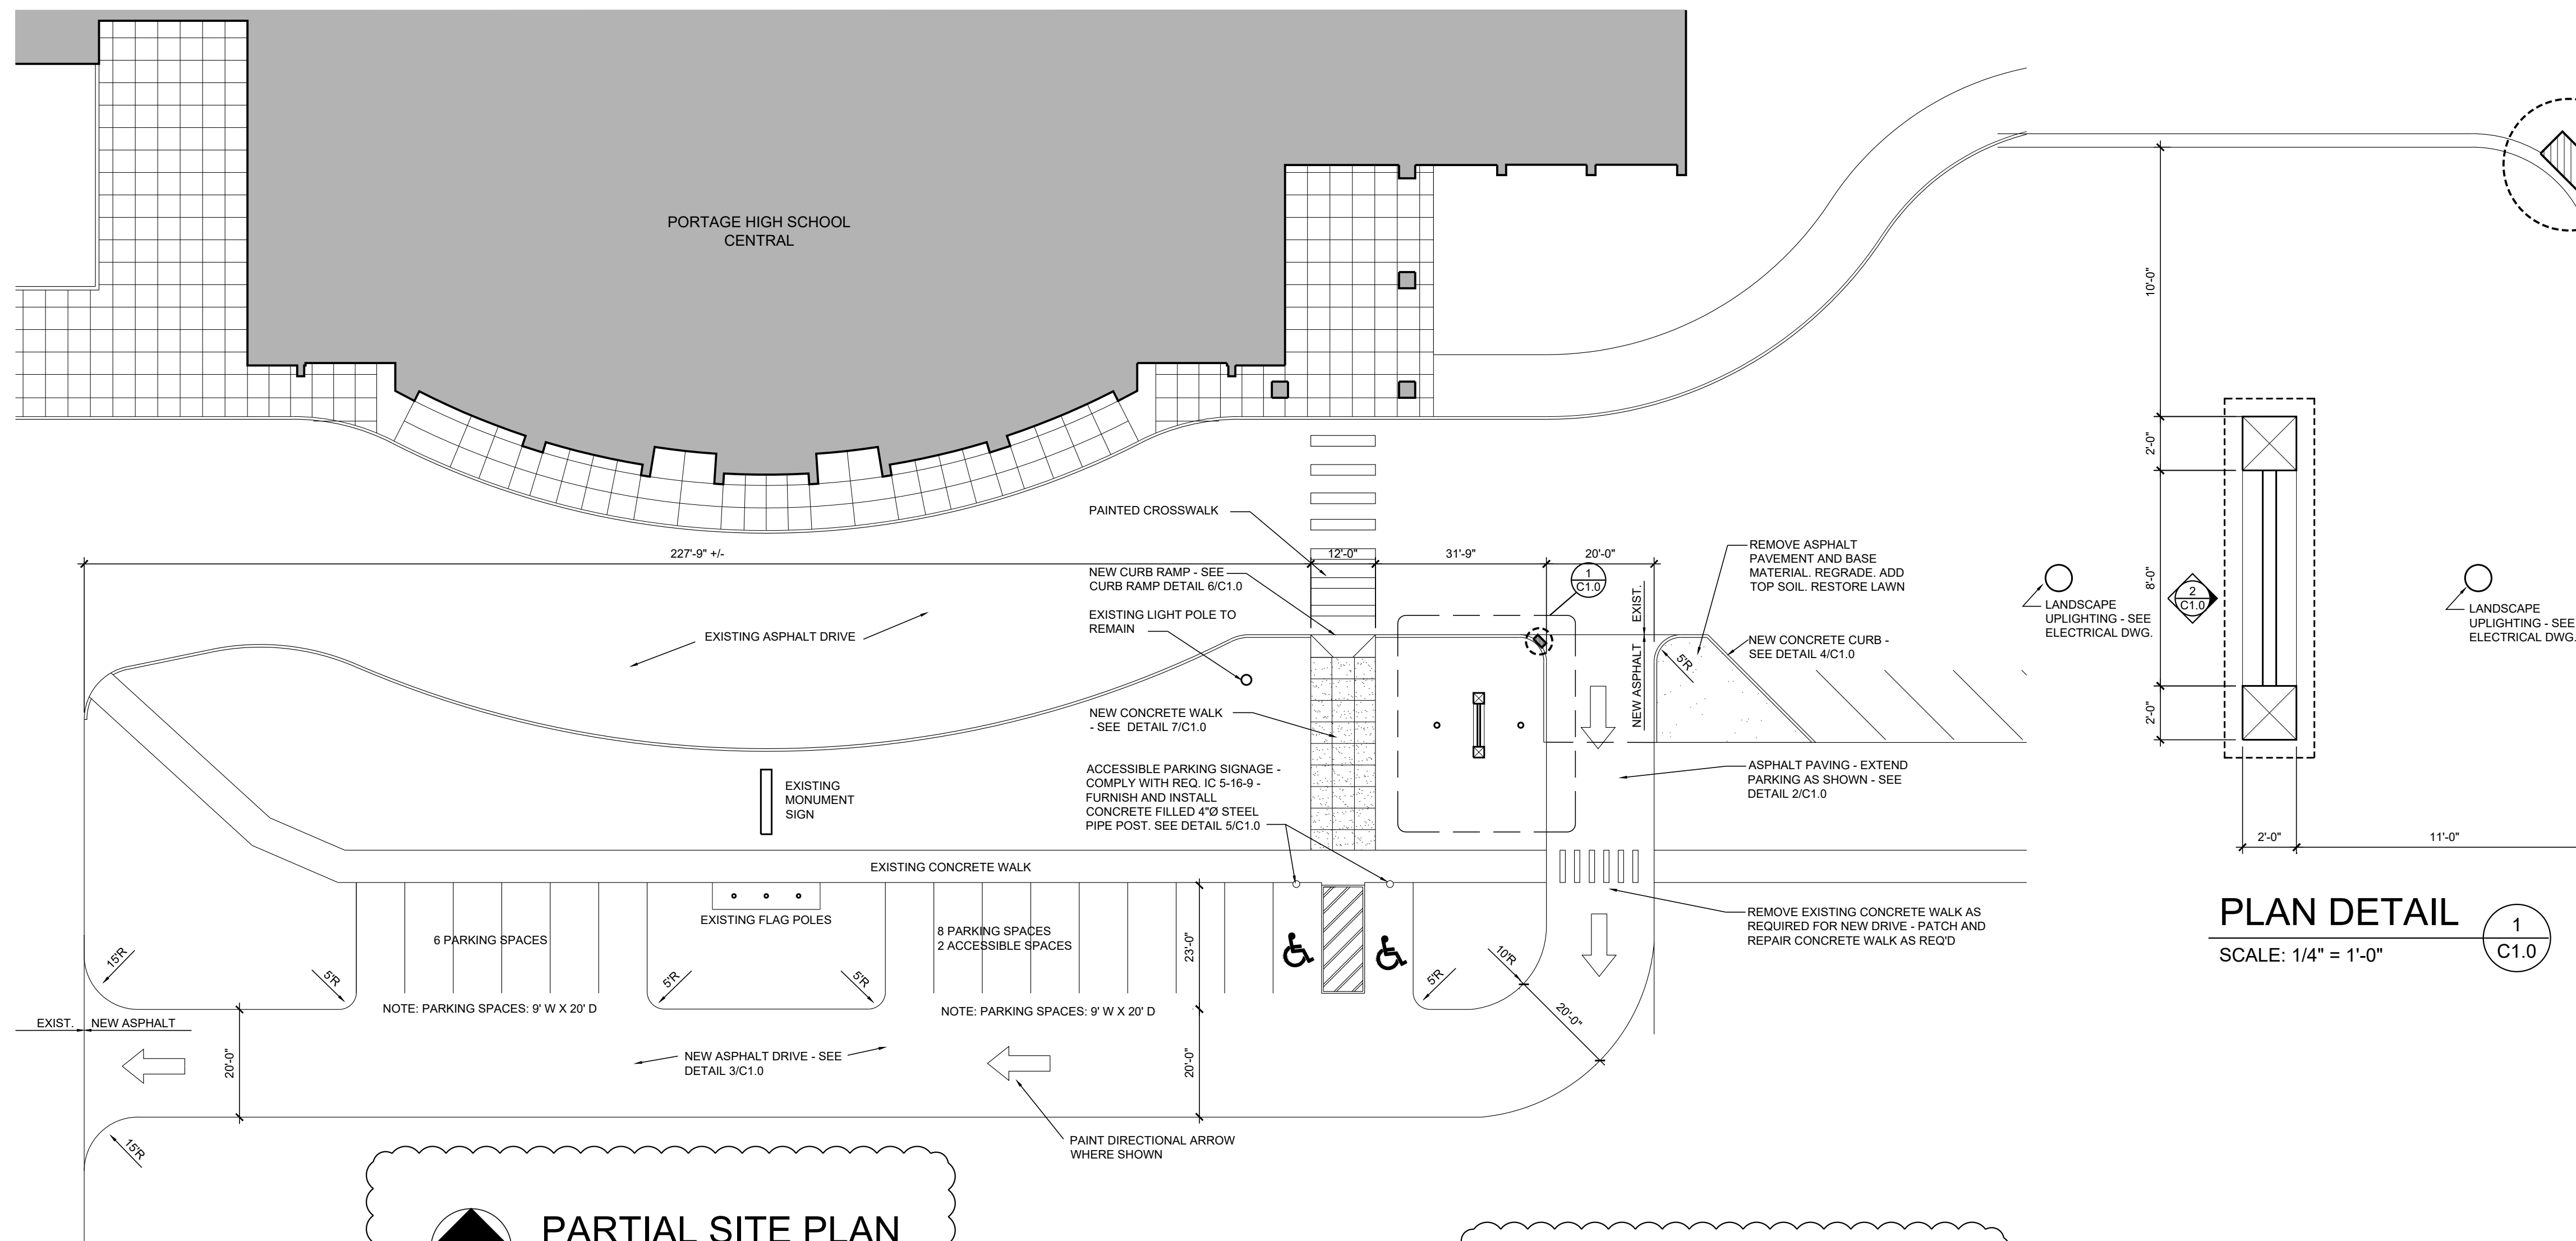 PORTAGE HIGH SCHOOL
CENTRAL
10'-0"
2'-0"
8'-0"
2'-0"
2'-0"
11'-0"
2
C1.0
LANDSCAPE
UPLIGHTING - SEE
ELECTRICAL DWG.
LANDSCAPE
UPLIGHTING - SEE
ELECTRICAL DWG.
PLAN DETAIL
SCALE: 1/4" = 1'-0"
1
C1.0
227'-9" +/-
12'-0"
31'-9"
20'-0"
1
C1.0
PAINTED CROSSWALK
NEW CURB RAMP - SEE
CURB RAMP DETAIL 6/C1.0
EXISTING LIGHT POLE TO
REMAIN
EXISTING ASPHALT DRIVE
NEW CONCRETE WALK
- SEE DETAIL 7/C1.0
ACCESSIBLE PARKING SIGNAGE -
COMPLY WITH REQ. IC 5-16-9 -
FURNISH AND INSTALL
CONCRETE FILLED 4"Ø STEEL
PIPE POST. SEE DETAIL 5/C1.0
EXIST.
NEW ASPHALT
REMOVE ASPHALT
PAVEMENT AND BASE
MATERIAL. REGRADE. ADD
TOP SOIL. RESTORE LAWN
NEW CONCRETE CURB -
SEE DETAIL 4/C1.0
5'R
ASPHALT PAVING - EXTEND
PARKING AS SHOWN - SEE
DETAIL 2/C1.0
REMOVE EXISTING CONCRETE WALK AS
REQUIRED FOR NEW DRIVE - PATCH AND
REPAIR CONCRETE WALK AS REQ'D
EXISTING
MONUMENT
SIGN
EXISTING CONCRETE WALK
EXISTING FLAG POLES
6 PARKING SPACES
8 PARKING SPACES
2 ACCESSIBLE SPACES
23'-0"
15'R
5'R
5'R
5'R
5'R
10'R
20'-0"
NOTE: PARKING SPACES: 9' W X 20' D
NOTE: PARKING SPACES: 9' W X 20' D
EXIST.
NEW ASPHALT
20'-0"
20'-0"
NEW ASPHALT DRIVE - SEE
DETAIL 3/C1.0
15'R
PAINT DIRECTIONAL ARROW
WHERE SHOWN
PARTIAL SITE PLAN